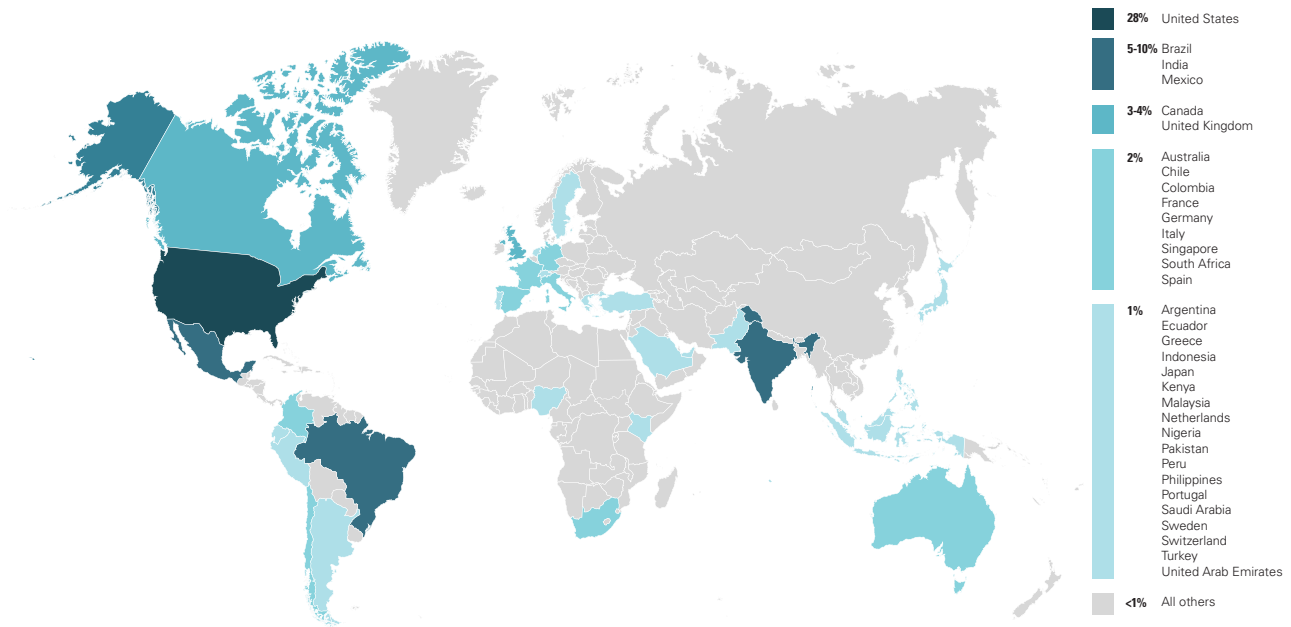 28% United States
5-10% Brazil
India
Mexico
3-4% Canada
United Kingdom
2% Australia
Chile
Colombia
France
Germany
Italy
Singapore
South Africa
Spain
1% Argentina
Ecuador
Greece
Indonesia
Japan
Kenya
Malaysia
Netherlands
Nigeria
Pakistan
Peru
Philippines
Portugal
Saudi Arabia
Sweden
Switzerland
Turkey
United Arab Emirates
<1% All others